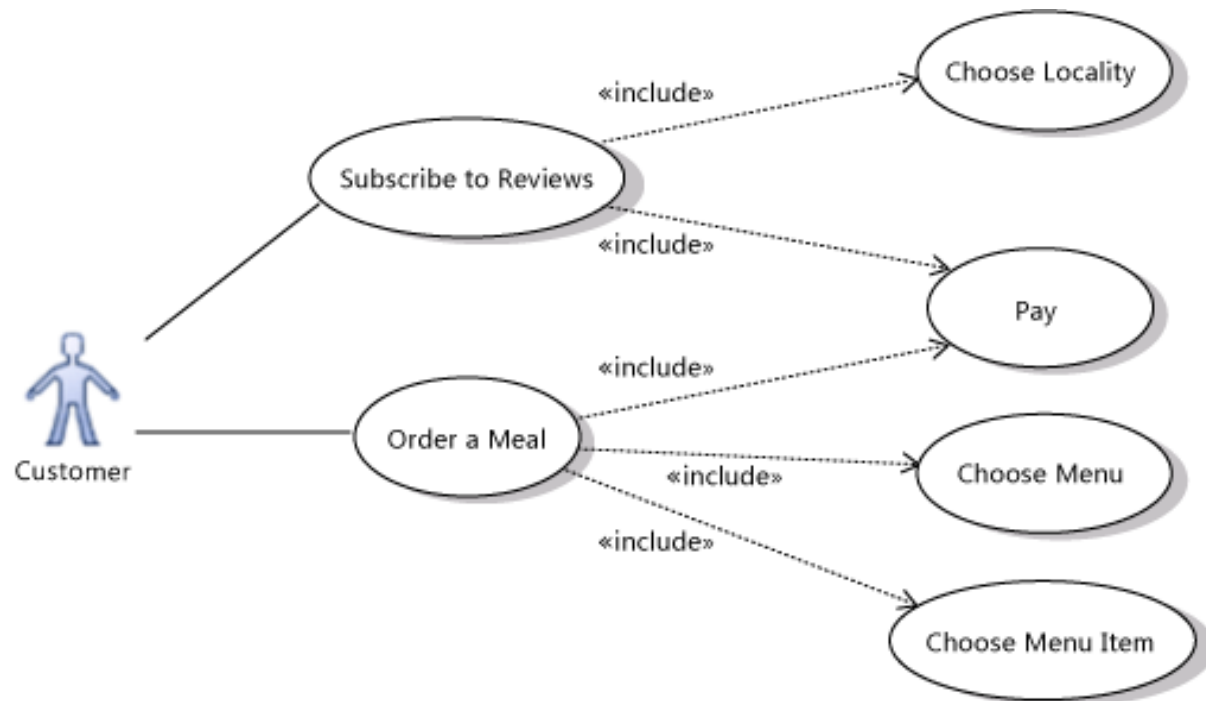 Choose Locality
«include»
Subscribe to Reviews
«include»
Pay
«include»
Order a Meal
Customer
Choose Menu
«include»
«include»
Choose Menu Item